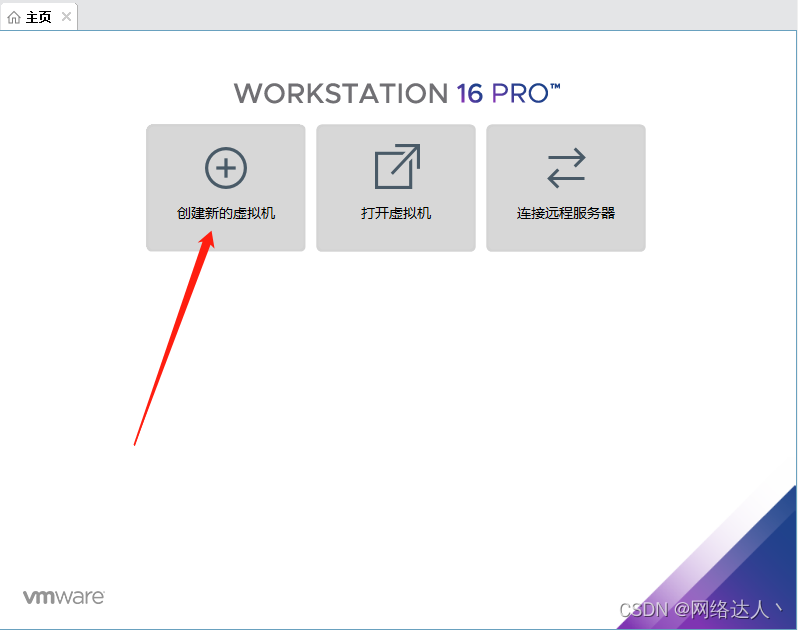 主页
WORKSTATION 16 PRO™
创建新的虚拟机
打开虚拟机
连接远程服务器
vmware
CSDN @网络达人丶